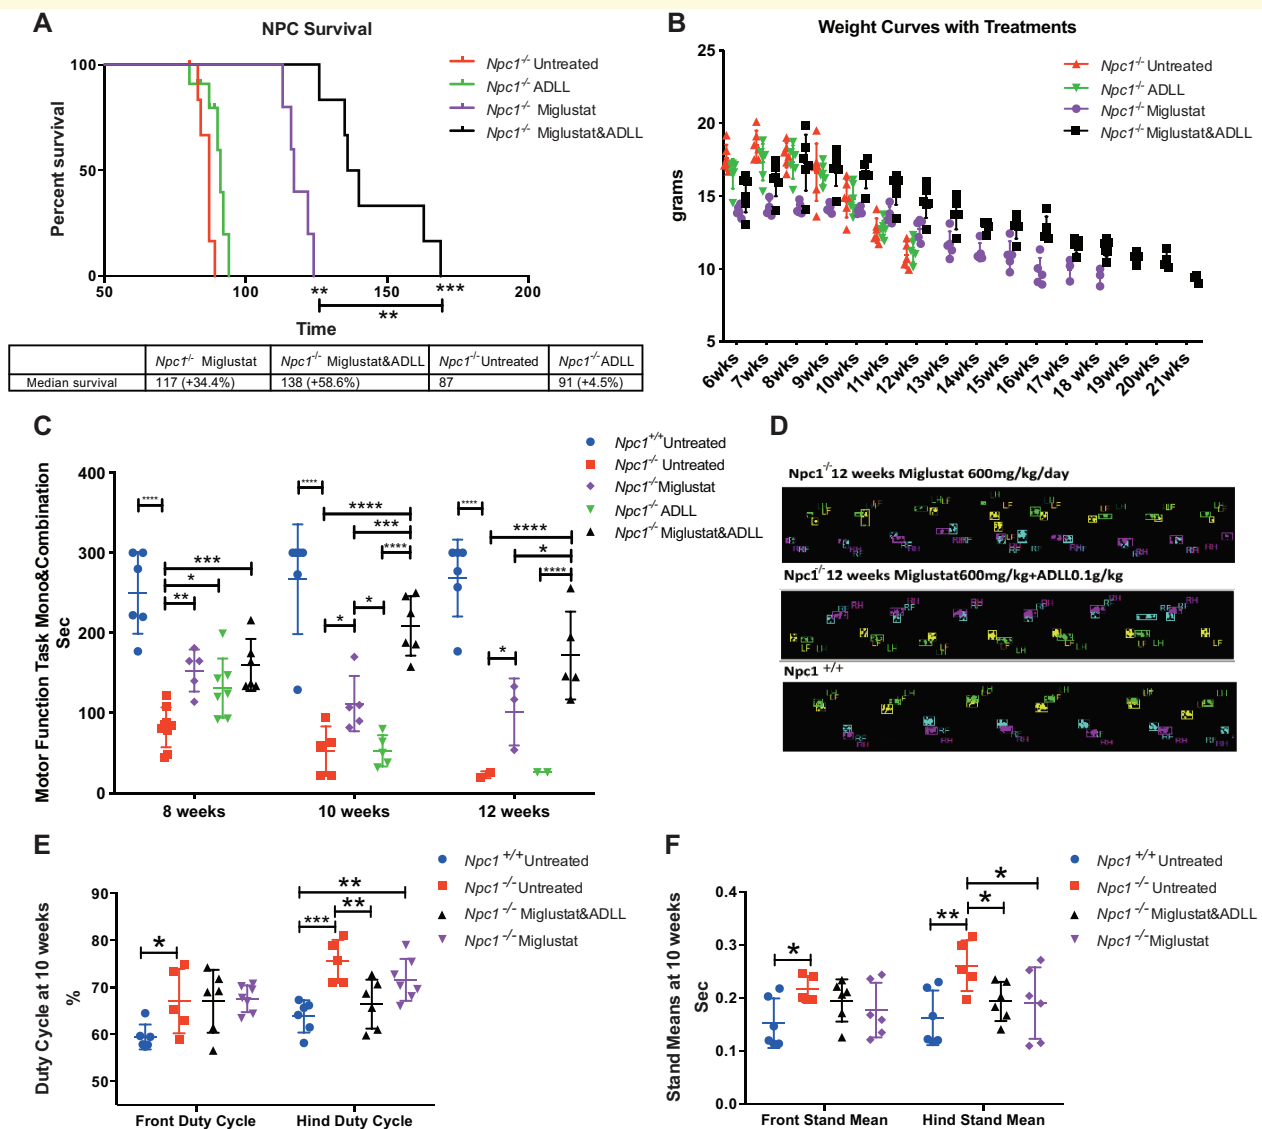 A
NPC Survival
Percent survival
100
50
0
50
100
150
200
**
***
**
Time
Npc1-/- Untreated
Npc1-/- ADLL
Npc1-/- Miglustat
Npc1-/- Miglustat&ADLL
Npc1-/- Miglustat
Npc1-/- Miglustat&ADLL
Npc1-/- Untreated
Npc1-/- ADLL
Median survival
117 (+34.4%)
138 (+58.6%)
87
91 (+4.5%)
B
Weight Curves with Treatments
grams
25
20
15
10
5
Npc1-/- Untreated
Npc1-/- ADLL
Npc1-/- Miglustat
Npc1-/- Miglustat&ADLL
6wks
7wks
8wks
9wks
10wks
11wks
12wks
13wks
14wks
15wks
16wks
17wks
18 wks
19wks
20wks
21wks
C
Motor Function Task Mono&Combination
Sec
400
300
200
100
0
Npc1+/+Untreated
Npc1-/- Untreated
Npc1-/-Miglustat
Npc1-/- ADLL
Npc1-/- Miglustat&ADLL
****
***
*
**
****
****
***
****
*
*
****
****
*
****
*
8 weeks
10 weeks
12 weeks
D
Npc1-/-12 weeks Miglustat 600mg/kg/day
Npc1-/-12 weeks Miglustat600mg/kg+ADLL0.1g/kg
Npc1 +/+
E
Duty Cycle at 10 weeks
%
90
80
70
60
50
Npc1 +/+Untreated
Npc1 -/-Untreated
Npc1 -/- Miglustat&ADLL
Npc1 -/-Miglustat
*
**
**
***
Front Duty Cycle
Hind Duty Cycle
F
Stand Means at 10 weeks
Sec
0.4
0.3
0.2
0.1
0.0
Npc1 +/+ Untreated
Npc1 -/- Untreated
Npc1 -/- Miglustat&ADLL
Npc1 -/- Miglustat
*
*
*
**
Front Stand Mean
Hind Stand Mean